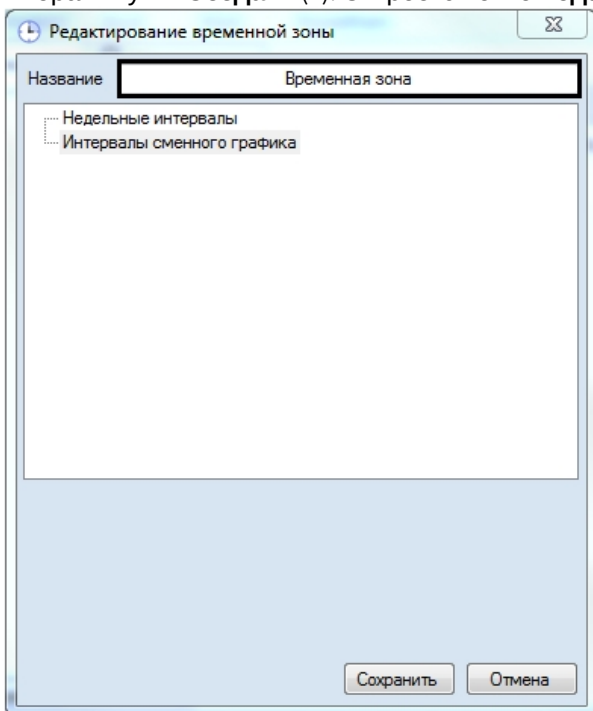 Редактирование временной зоны
Название Временная зона
Недельные интервалы
Интервалы сменного графика
Сохранить Отмена